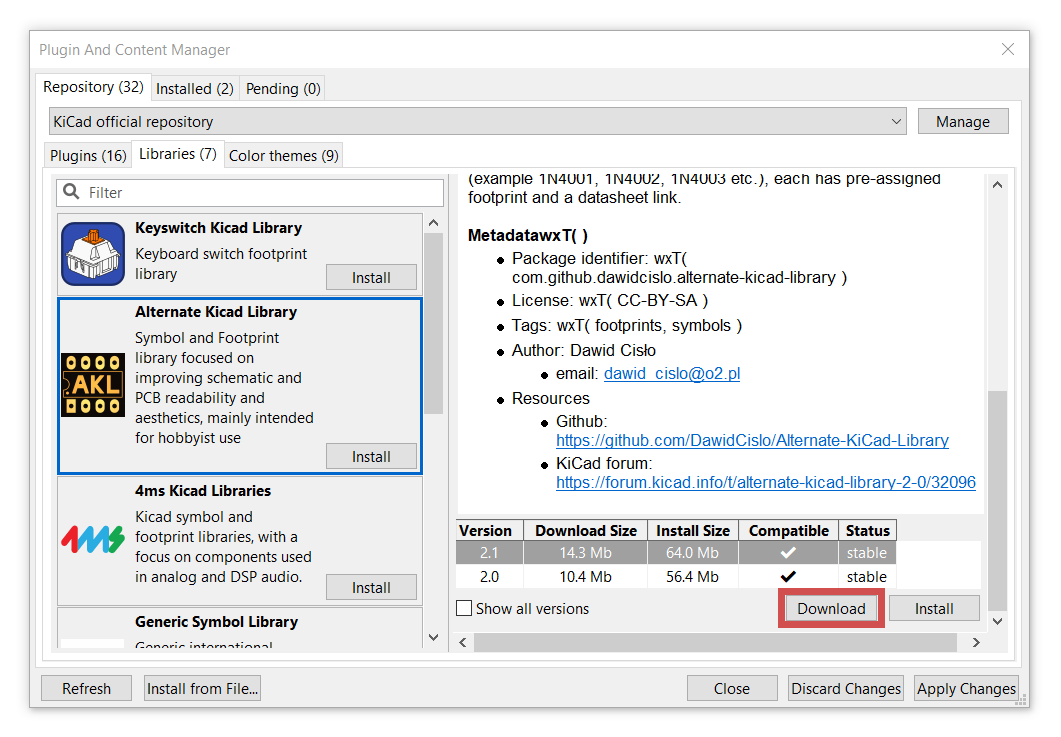 Plugin And Content Manager
Repository (32) Installed (2) Pending (0)
KiCad official repository Manage
Plugins (16) Libraries (7) Color themes (9)
Filter
Keyswitch Kicad Library
Keyboard switch footprint
library
Install
Alternate Kicad Library
Symbol and Footprint
library focused on
improving schematic and
PCB readability and
aesthetics, mainly intended
for hobbyist use
AKL
Install
4ms Kicad Libraries
Kicad symbol and
footprint libraries, with a
focus on components used
in analog and DSP audio.
4ms
Install
Generic Symbol Library
Generic international
(example 1N4001, 1N4002, 1N4003 etc.), each has pre-assigned
footprint and a datasheet link.
MetadatawxT( )
Package identifier: wxT(
com.github.dawidcislo.alternate-kicad-library )
License: wxT( CC-BY-SA )
Tags: wxT( footprints, symbols )
Author: Dawid Cisło
email: dawid_cislo@o2.pl
Resources
Github:
https://github.com/DawidCislo/Alternate-KiCad-Library
KiCad forum:
https://forum.kicad.info/t/alternate-kicad-library-2-0/32096
Version Download Size Install Size Compatible Status
2.1 14.3 Mb 64.0 Mb ✔ stable
2.0 10.4 Mb 56.4 Mb ✔ stable
Show all versions Download Install
Refresh Install from File... Close Discard Changes Apply Changes